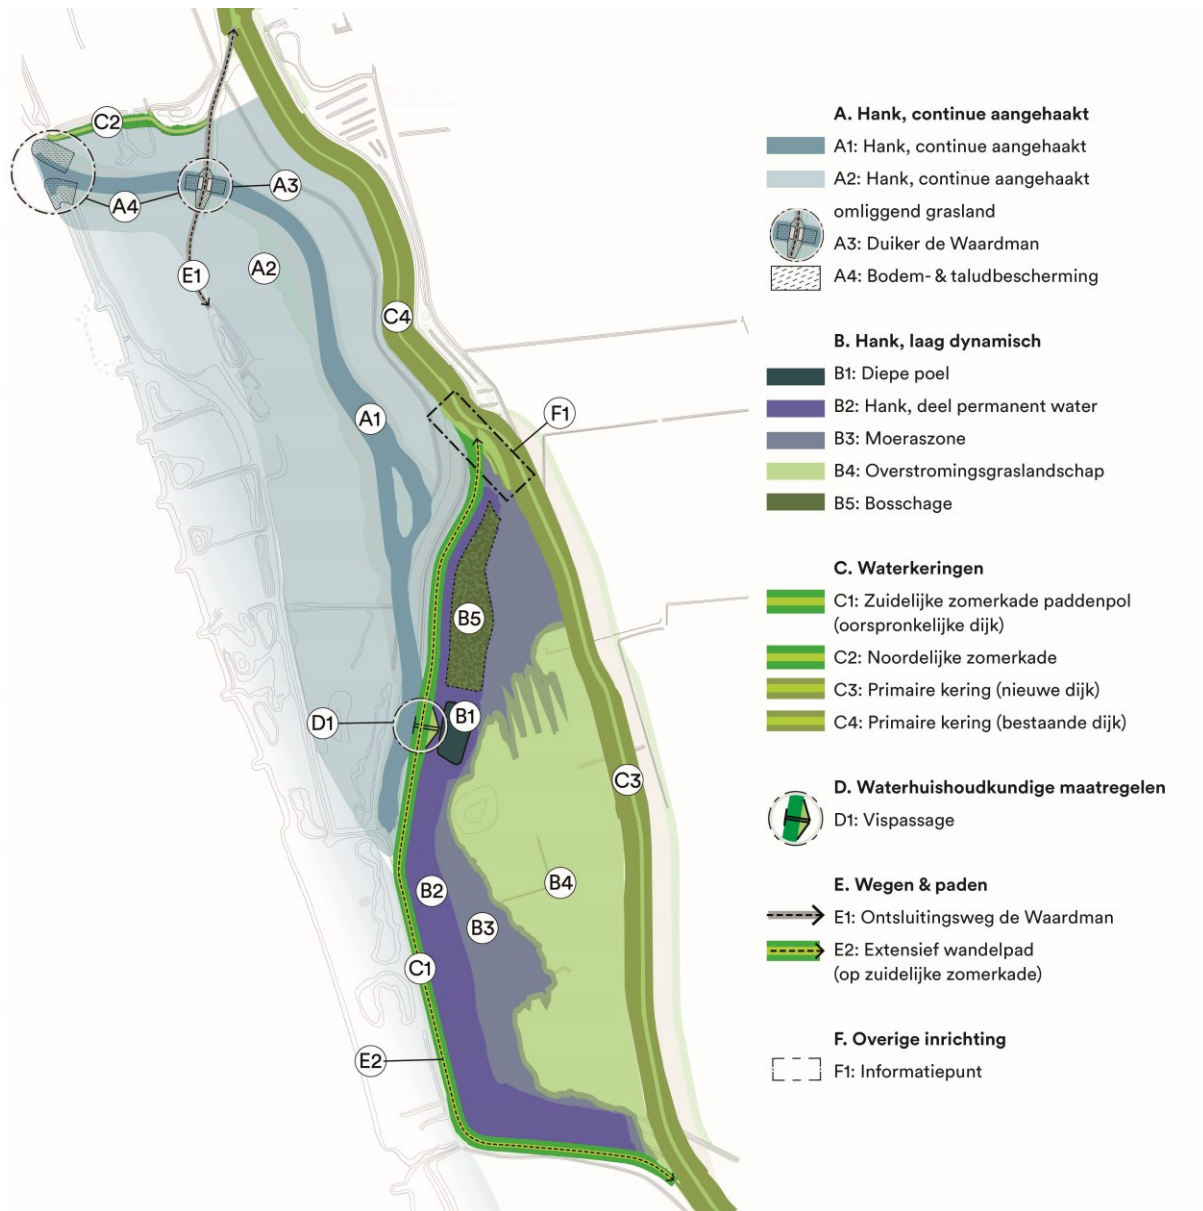 C2
A3
A4
E1
A2
C4
A1
F1
B5
D1
B1
C3
B2
B4
B3
C1
E2
A. Hank, continue aangehaakt
A1: Hank, continue aangehaakt
A2: Hank, continue aangehaakt
omliggend grasland
A3: Duiker de Waardman
A4: Bodem- & taludbescherming
B. Hank, laag dynamisch
B1: Diepe poel
B2: Hank, deel permanent water
B3: Moeraszone
B4: Overstromingsgraslandschap
B5: Bosschage
C. Waterkeringen
C1: Zuidelijke zomerkade paddenpol
(oorspronkelijke dijk)
C2: Noordelijke zomerkade
C3: Primaire kering (nieuwe dijk)
C4: Primaire kering (bestaande dijk)
D. Waterhuishoudkundige maatregelen
D1: Vispassage
E. Wegen & paden
E1: Ontsluitingsweg de Waardman
E2: Extensief wandelpad
(op zuidelijke zomerkade)
F. Overige inrichting
F1: Informatiepunt